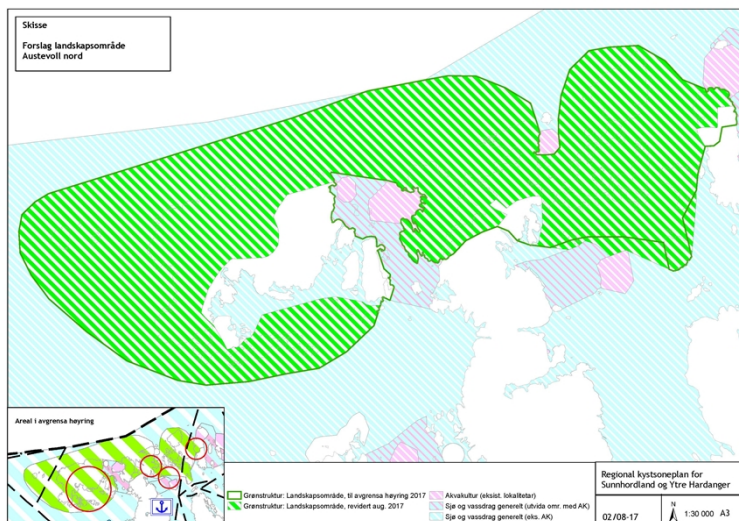 Skisse
Forslag landskapsområde
Austevoll nord
Areal i avgrensa høyring
Grønstruktur: Landskapsområde, til avgrensa høyring 2017
Grønstruktur: Landskapsområde, revidert aug. 2017
Akvakultur (eksist. lokalitetar)
Sjø og vassdrag generelt (utvida omr. med AK)
Sjø og vassdrag generelt (eks. AK)
Regional kystsoneplan for
Sunnhordland og Ytre Hardanger
02/08-17
N
1:30 000 A3